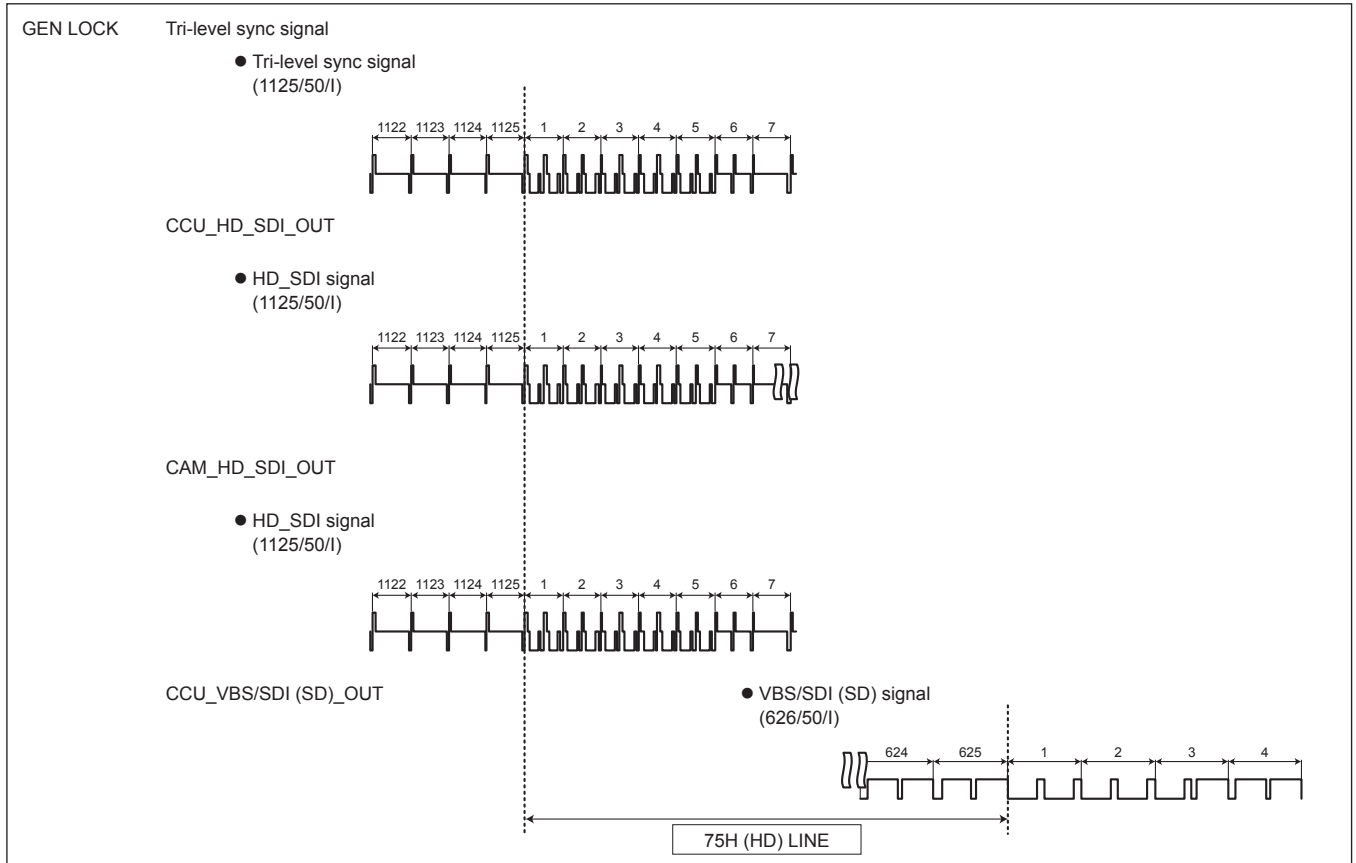 GEN LOCK Tri-level sync signal
● Tri-level sync signal
(1125/50/I)
1122 1123 1124 1125 1 2 3 4 5 6 7
CCU_HD_SDI_OUT
● HD_SDI signal
(1125/50/I)
1122 1123 1124 1125 1 2 3 4 5 6 7
CAM_HD_SDI_OUT
● HD_SDI signal
(1125/50/I)
1122 1123 1124 1125 1 2 3 4 5 6 7
CCU_VBS/SDI (SD)_OUT ● VBS/SDI (SD) signal
(626/50/I)
624 625 1 2 3 4
75H (HD) LINE